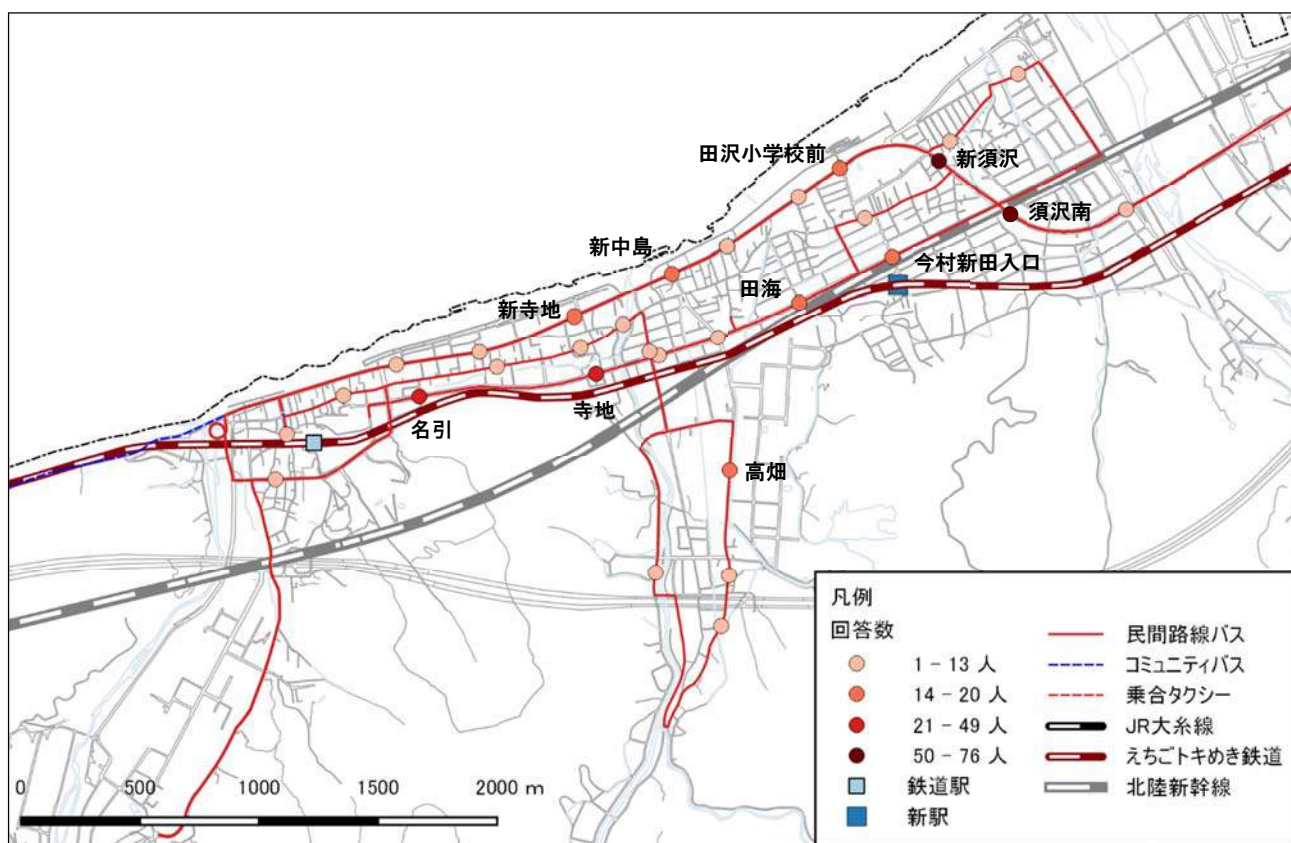 田沢小学校前
新須沢
須沢南
新中島
今村新田入口
田海
新寺地
寺地
名引
高畑
0 500 1000 1500 2000 m
凡例
回答数
1 - 13 人
14 - 20 人
21 - 49 人
50 - 76 人
鉄道駅
新駅
民間路線バス
コミュニティバス
乗合タクシー
JR大糸線
えちごトキめき鉄道
北陸新幹線